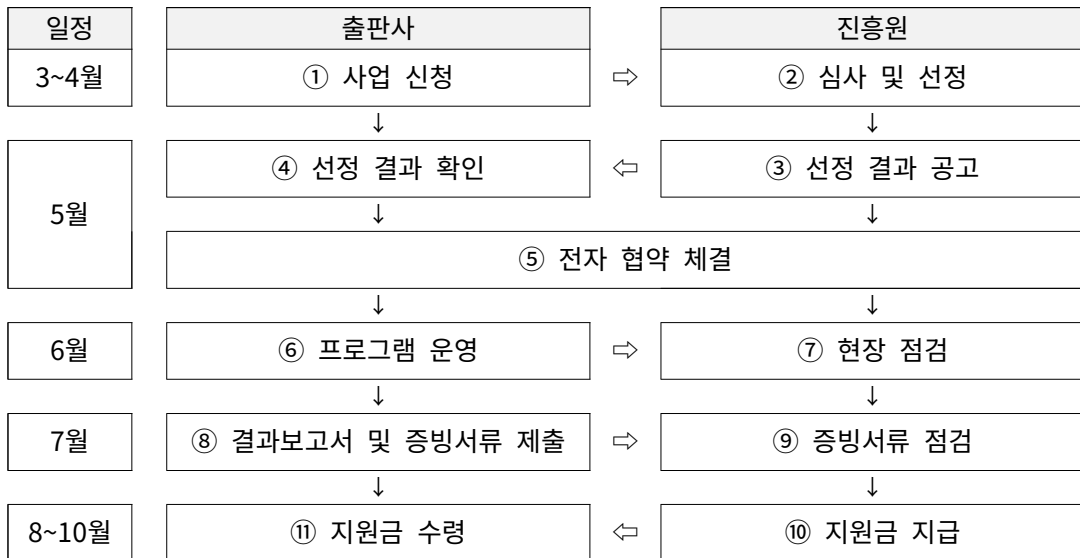 일정 출판사 진흥원
3~4월 ① 사업 신청 ⇨ ② 심사 및 선정
↓ ↓
④ 선정 결과 확인 ⇦ ③ 선정 결과 공고
5월 ↓ ↓
⑤ 전자 협약 체결
↓ ↓
6월 ⑥ 프로그램 운영 ⇨ ⑦ 현장 점검
↓ ↓
7월 ⑧ 결과보고서 및 증빙서류 제출 ⇨ ⑨ 증빙서류 점검
↓ ↓
8~10월 ⑪ 지원금 수령 ⇦ ⑩ 지원금 지급